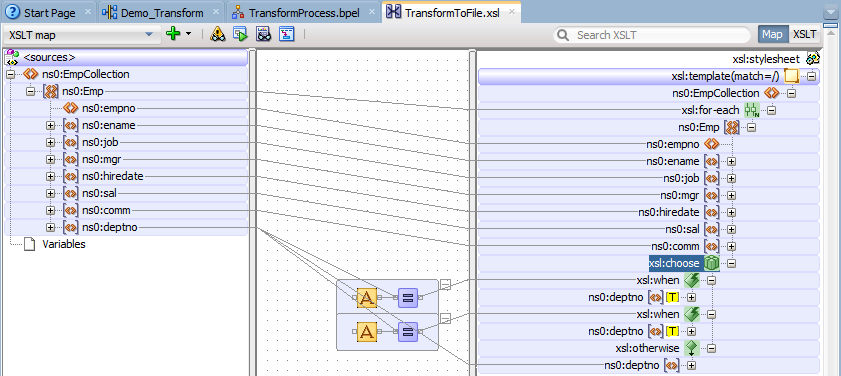 Start Page
Demo_Transform
TransformProcess.bpel
TransformToFile.xsl
XSLT map
Search XSLT
Map
XSLT
<sources>
ns0:EmpCollection
ns0:Emp
ns0:empno
ns0:ename
ns0:job
ns0:mgr
ns0:hiredate
ns0:sal
ns0:comm
ns0:deptno
Variables
A
=
A
=
xsl:stylesheet
xsl:template(match=/)
ns0:EmpCollection
xsl:for-each
ns0:Emp
ns0:empno
ns0:ename
ns0:job
ns0:mgr
ns0:hiredate
ns0:sal
ns0:comm
xsl:choose
xsl:when
ns0:deptno T
xsl:when
ns0:deptno T
xsl:otherwise
ns0:deptno